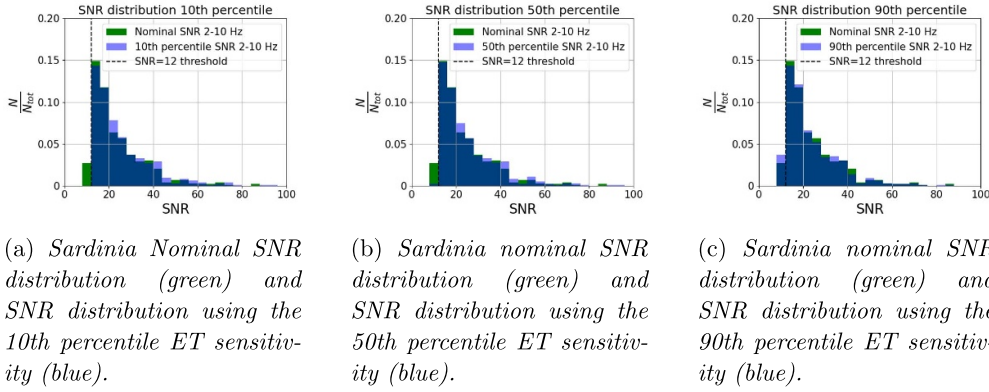 SNR distribution 10th percentile
0.20
0.15
0.10
0.05
0
N
N_tot
Nominal SNR 2-10 Hz
10th percentile SNR 2-10 Hz
SNR=12 threshold
0 20 40 60 80 100
SNR
(a) Sardinia Nominal SNR
distribution (green) and
SNR distribution using the
10th percentile ET sensitiv-
ity (blue).
SNR distribution 50th percentile
0.20
0.15
0.10
0.05
0
N
N_tot
Nominal SNR 2-10 Hz
50th percentile SNR 2-10 Hz
SNR=12 threshold
0 20 40 60 80 100
SNR
(b) Sardinia nominal SNR
distribution (green) and
SNR distribution using the
50th percentile ET sensitiv-
ity (blue).
SNR distribution 90th percentile
0.20
0.15
0.10
0.05
0
N
N_tot
Nominal SNR 2-10 Hz
90th percentile SNR 2-10 Hz
SNR=12 threshold
0 20 40 60 80 100
SNR
(c) Sardinia nominal SNR
distribution (green) and
SNR distribution using the
90th percentile ET sensitiv-
ity (blue).